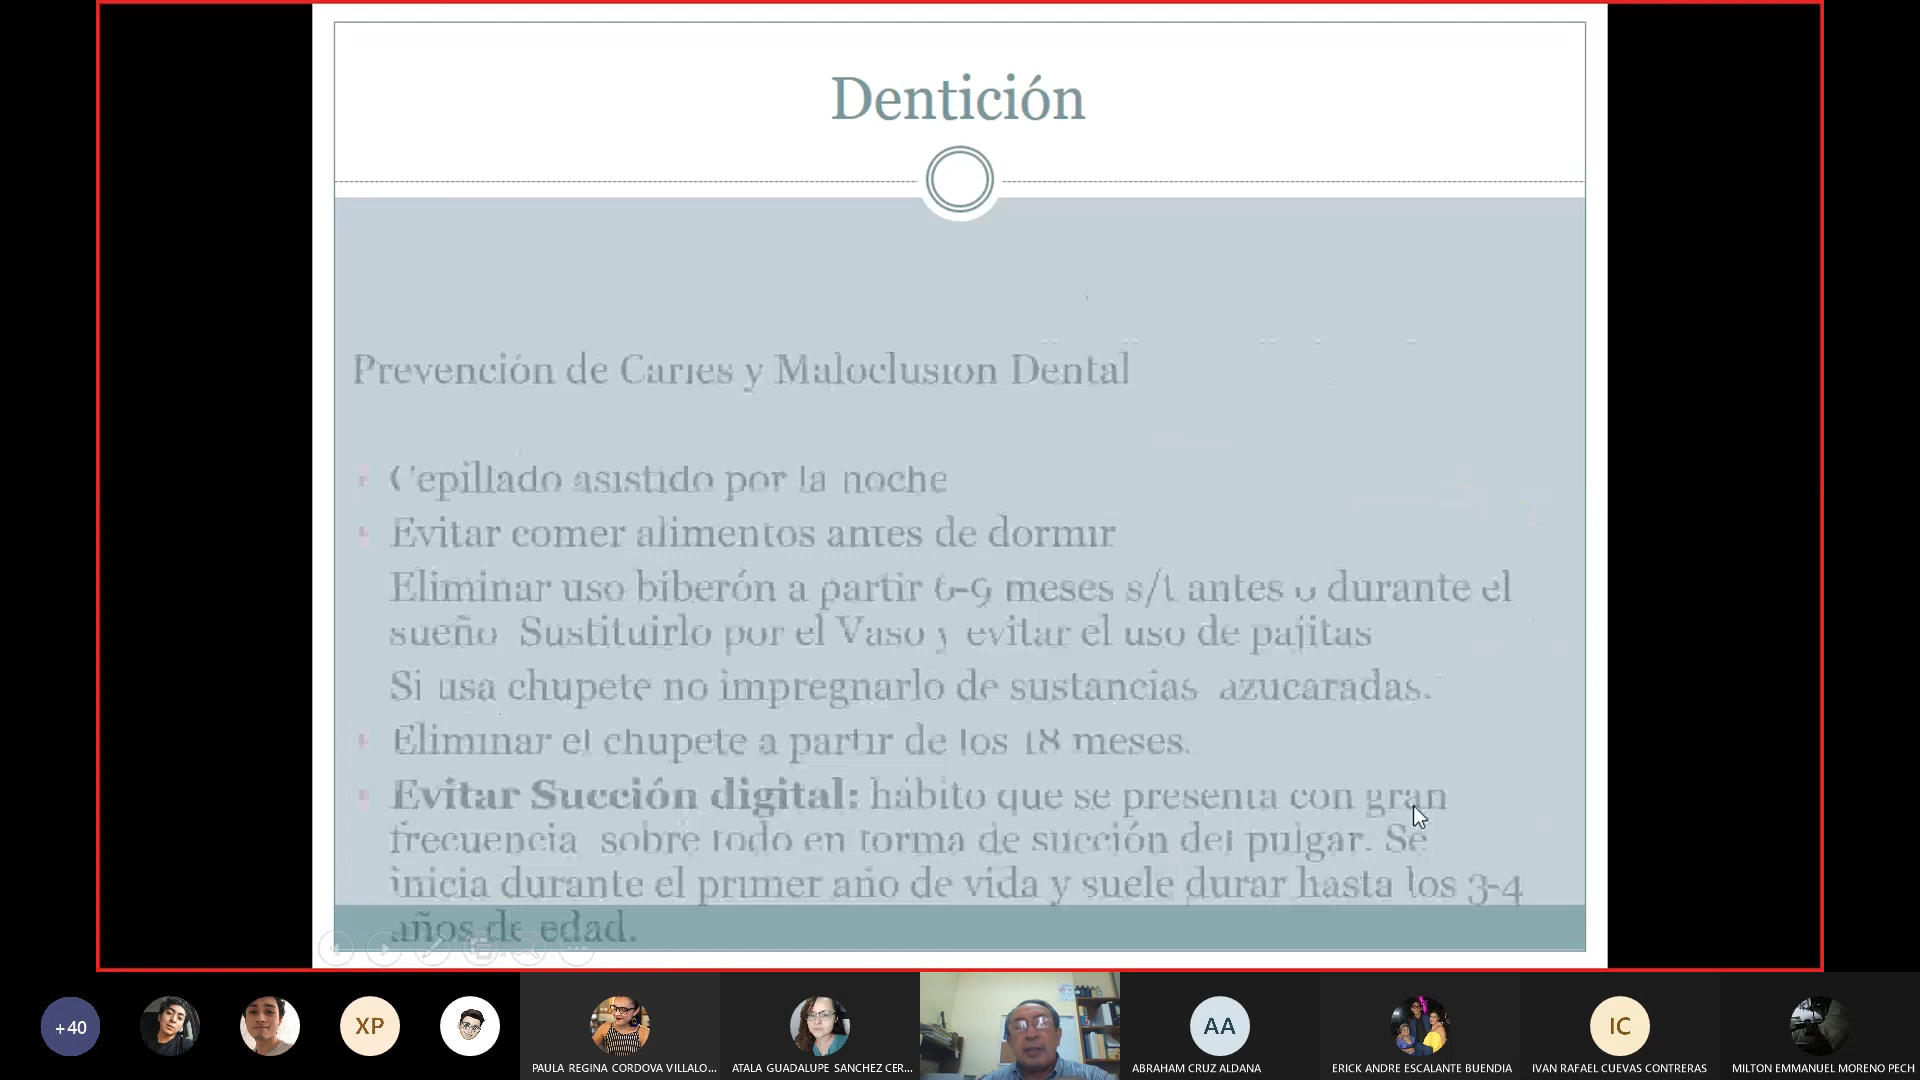 Dentición
Prevención de Caries y Maloclusion Dental
Cepillado asistido por la noche
Evitar comer alimentos antes de dormir
Eliminar uso biberón a partir 6-9 meses s/t antes o durante el
sueño Sustituirlo por el Vaso y evitar el uso de pajitas
Si usa chupete no impregnarlo de sustancias azucaradas.
Eliminar el chupete a partir de los 18 meses.
Evitar Succión digital: hábito que se presenta con gran
frecuencia sobre todo en forma de succión del pulgar. Se
inicia durante el primer año de vida y suele durar hasta los 3-4
años de edad.
+40
XP
AA
IC
PAULA REGINA CORDOVA VILLALO...
ATALA GUADALUPE SANCHEZ CER...
ABRAHAM CRUZ ALDANA
ERICK ANDRE ESCALANTE BUENDIA
IVAN RAFAEL CUEVAS CONTRERAS
MILTON EMMANUEL MORENO PECH